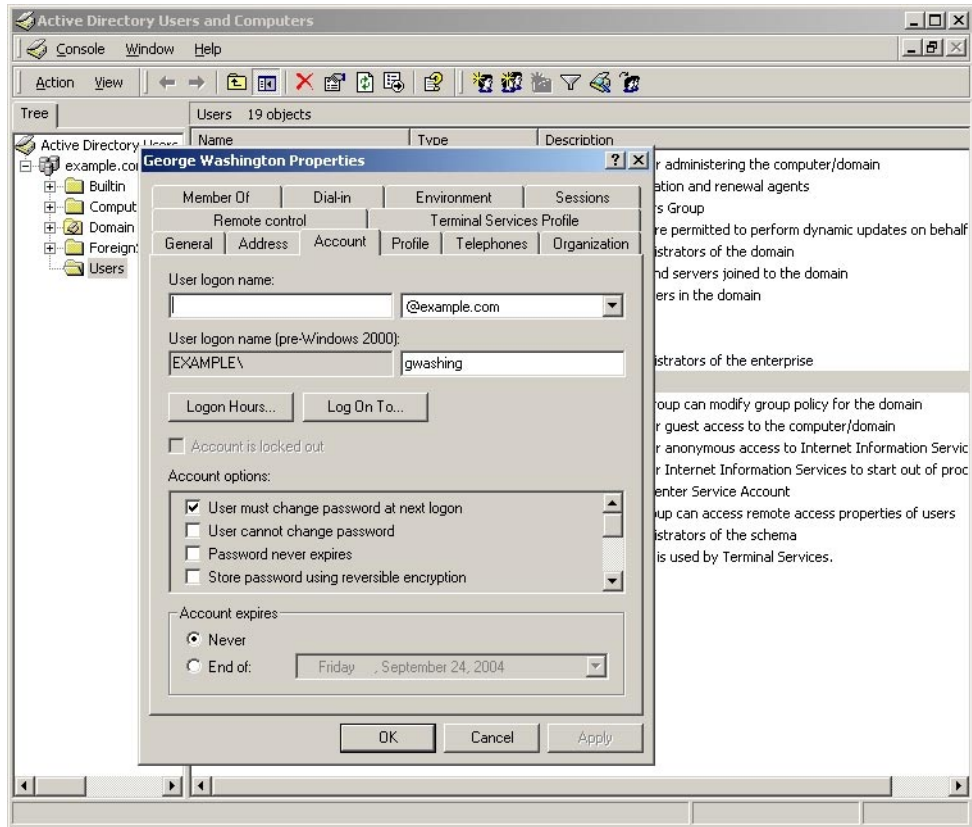 Active Directory Users and Computers
Console Window Help
Action View
Tree
Users 19 objects
Active Directory Users
Name Type Description
example.co
Builtin
Comput
Domain
Foreign
Users
George Washington Properties
Member Of Dial-in Environment Sessions
Remote control Terminal Services Profile
General Address Account Profile Telephones Organization
User logon name:
@example.com
User logon name (pre-Windows 2000):
EXAMPLE\ gwashing
Logon Hours... Log On To...
Account is locked out
Account options:
User must change password at next logon
User cannot change password
Password never expires
Store password using reversible encryption
Account expires
Never
End of: Friday , September 24, 2004
OK Cancel Apply
r administering the computer/domain
ation and renewal agents
s Group
re permitted to perform dynamic updates on behalf
istrators of the domain
nd servers joined to the domain
ers in the domain
istrators of the enterprise
oup can modify group policy for the domain
r guest access to the computer/domain
r anonymous access to Internet Information Servic
r Internet Information Services to start out of proc
enter Service Account
up can access remote access properties of users
istrators of the schema
is used by Terminal Services.